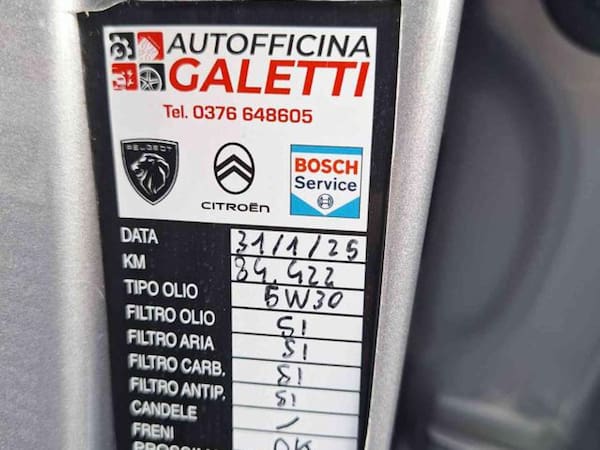 AUTOFFICINA
GALETTI
Tel. 0376 648605
PEUGEOT
CITROËN
BOSCH
Service
DATA 31/1/25
KM 84.422
TIPO OLIO 5W30
FILTRO OLIO SI
FILTRO ARIA SI
FILTRO CARB. SI
FILTRO ANTIP. SI
CANDELE /
FRENI OK